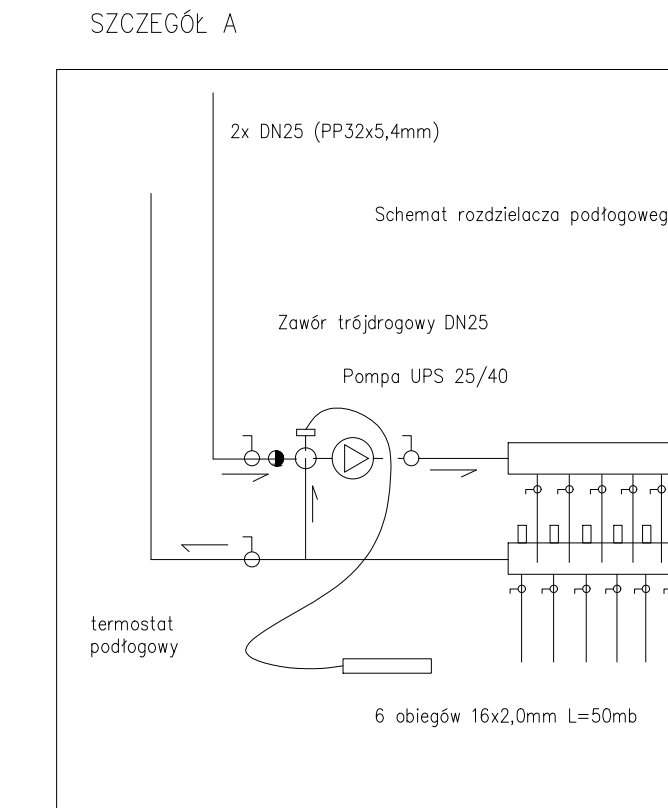 SZCZEGÓŁ A
2x DN25 (PP32x5,4mm)
Schemat rozdzielacza podłogoweg
Zawór trójdrogowy DN25
Pompa UPS 25/40
termostat
podłogowy
6 obiegów 16x2,0mm L=50mb